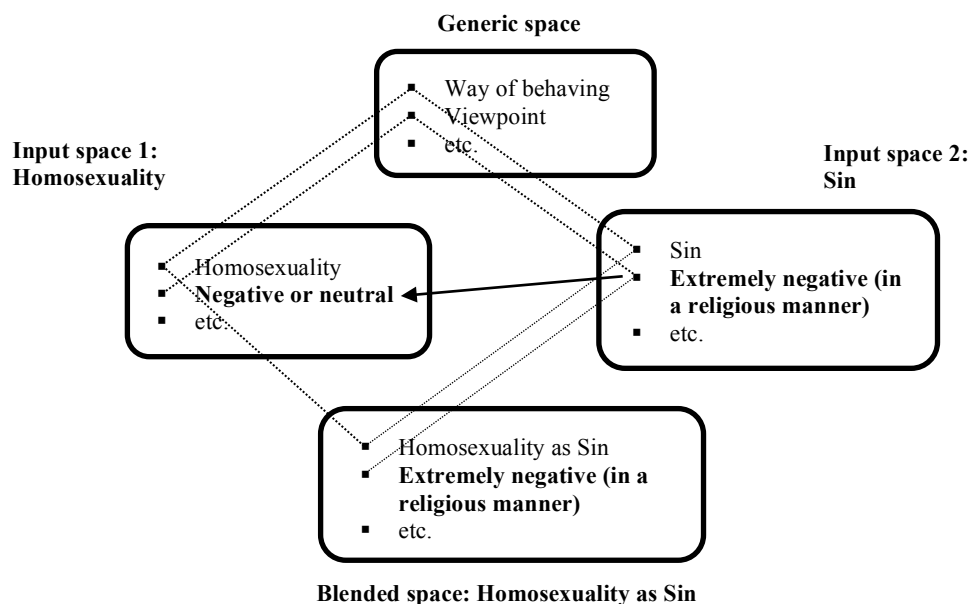 Generic space
▪ Way of behaving
▪ Viewpoint
▪ etc.
Input space 1:
Homosexuality
Input space 2:
Sin
▪ Homosexuality
▪ Negative or neutral
▪ etc.
▪ Sin
▪ Extremely negative (in
a religious manner)
▪ etc.
▪ Homosexuality as Sin
▪ Extremely negative (in a
religious manner)
▪ etc.
Blended space: Homosexuality as Sin